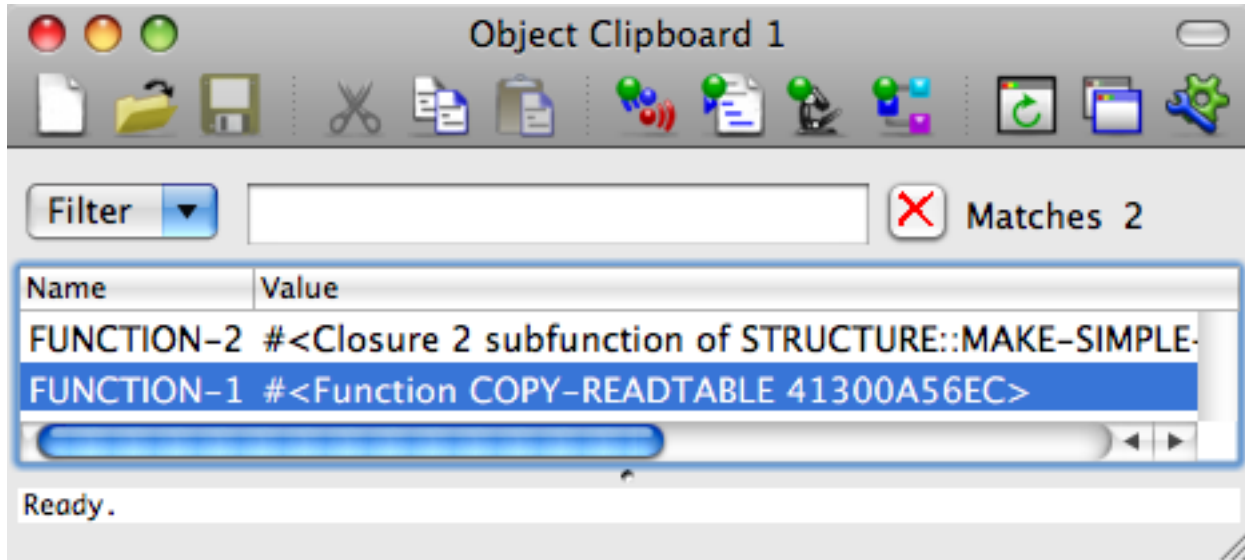 Object Clipboard 1
Filter Matches 2
Name Value
FUNCTION-2 #<Closure 2 subfunction of STRUCTURE::MAKE-SIMPLE-
FUNCTION-1 #<Function COPY-READTABLE 41300A56EC>
Ready.